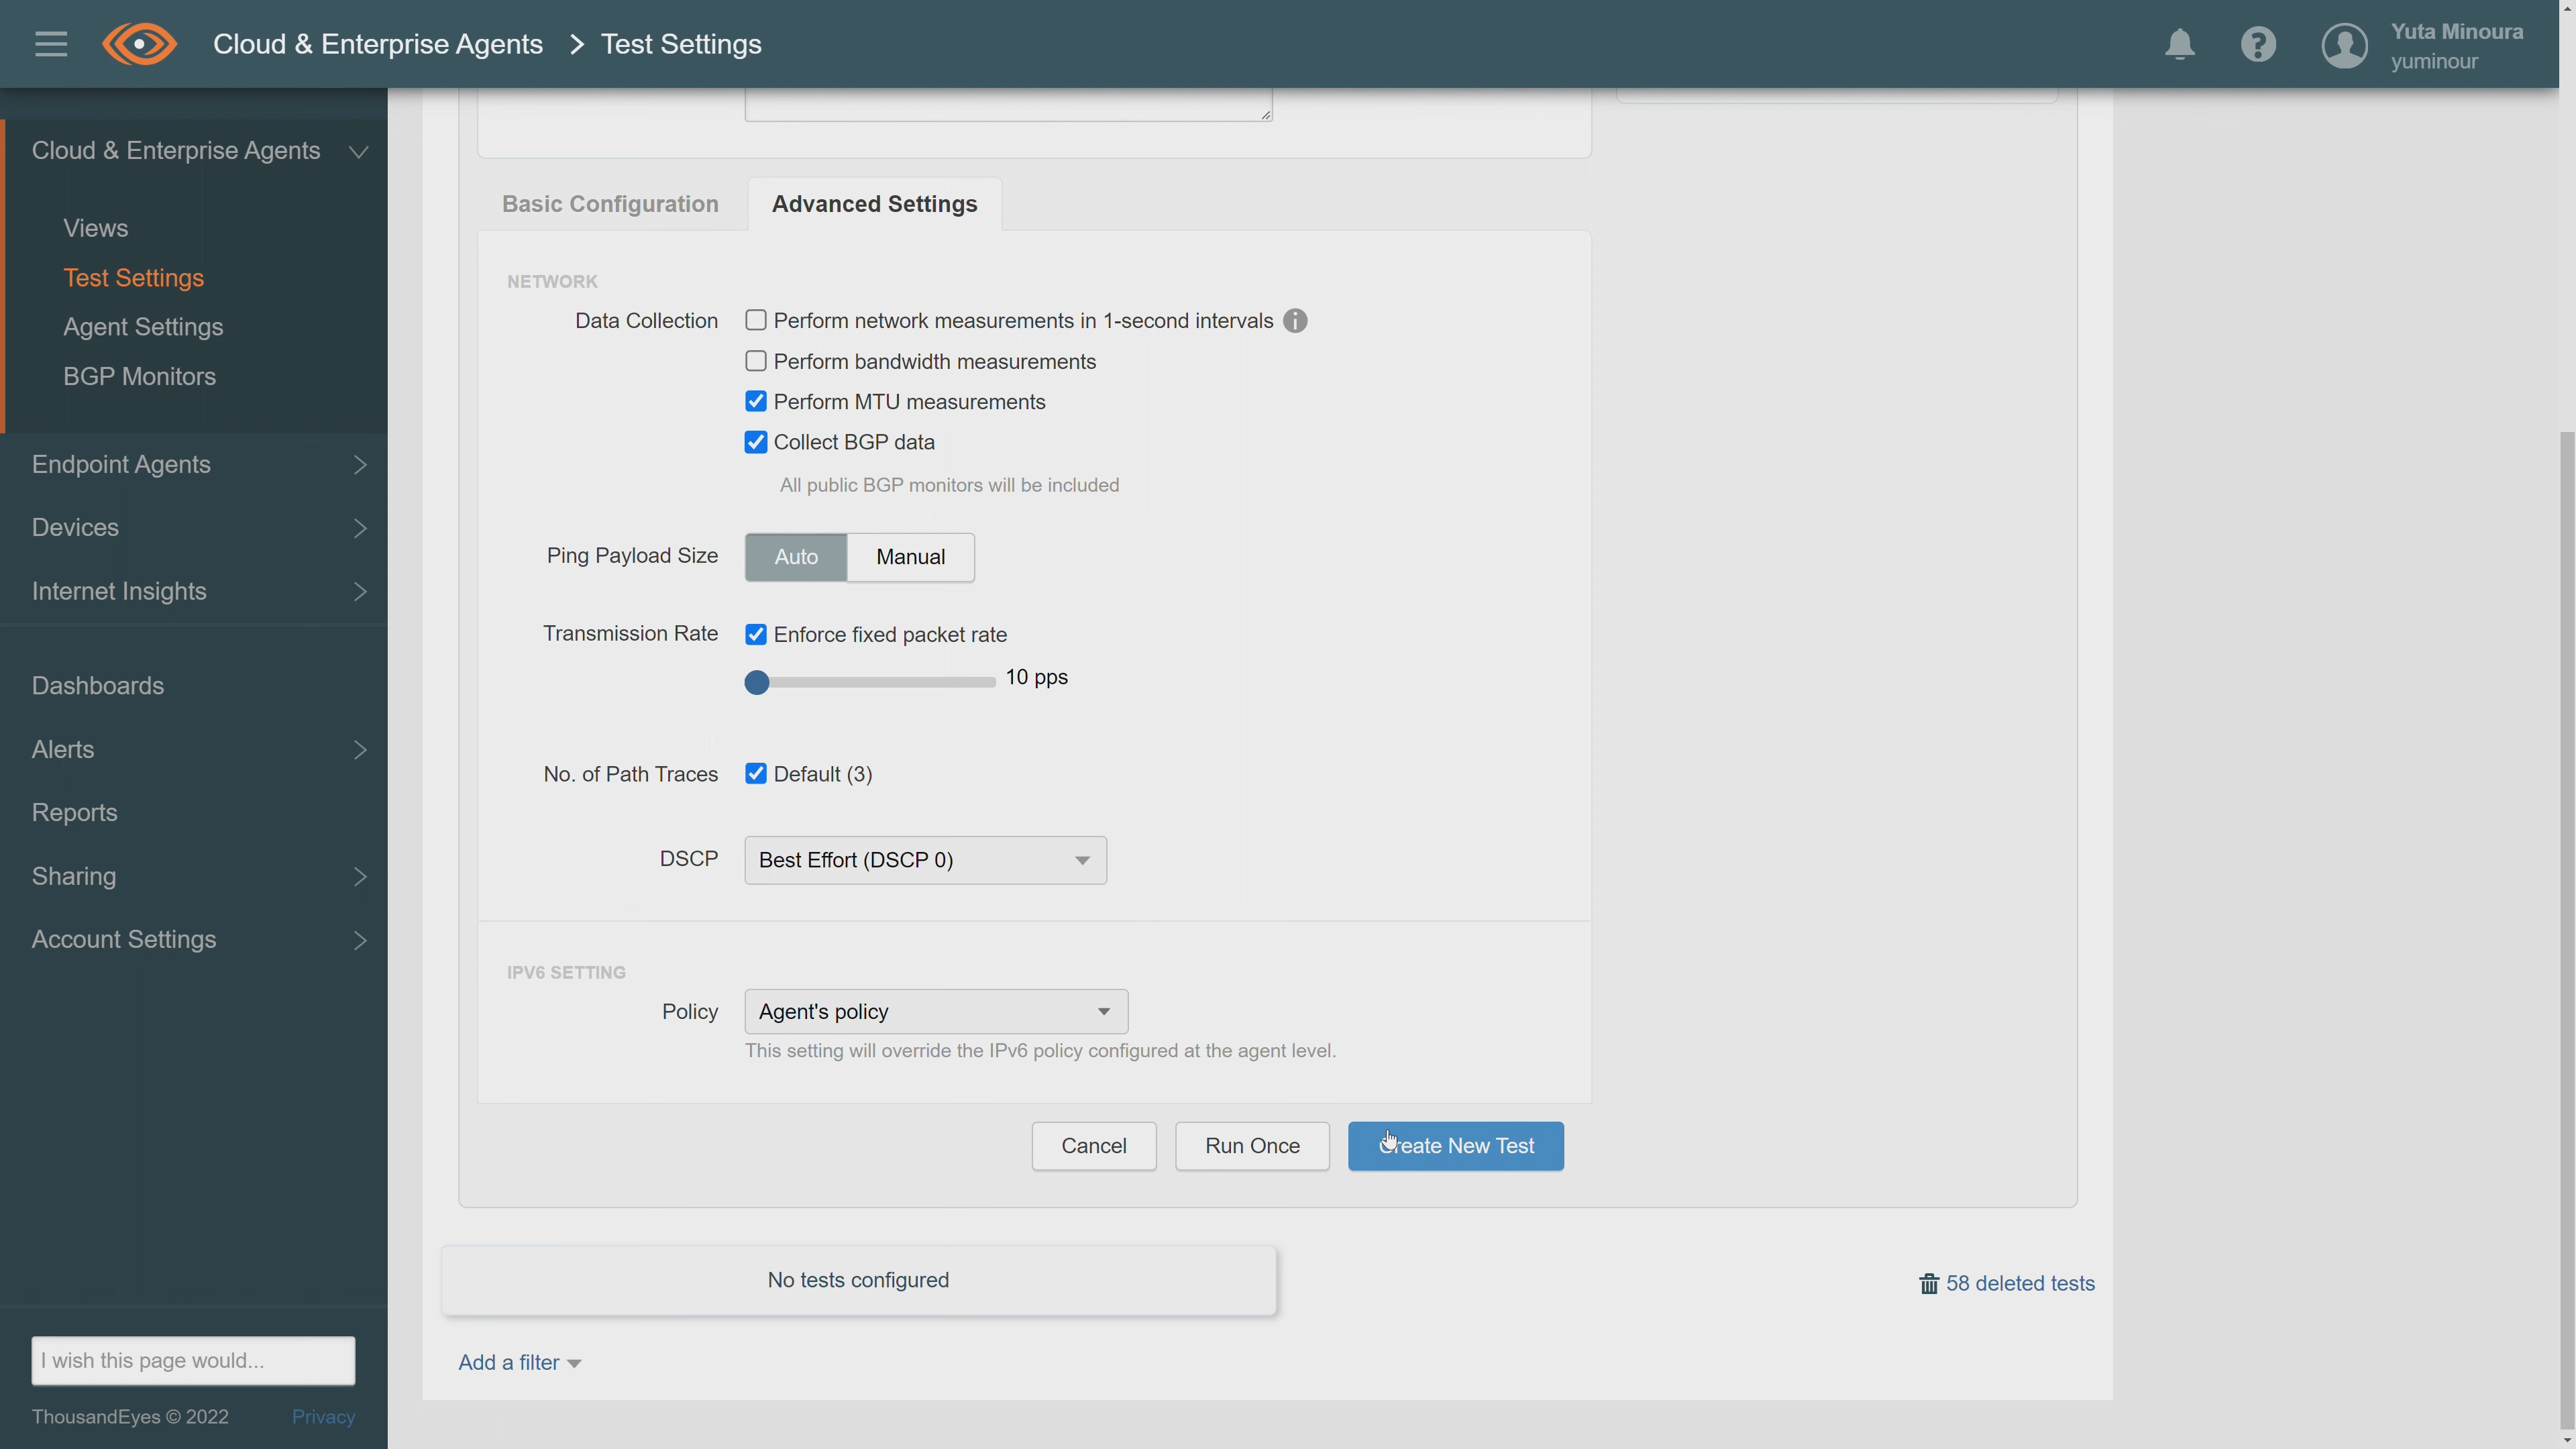 Cloud & Enterprise Agents > Test Settings
Yuta Minoura
yuminour
Cloud & Enterprise Agents
Views
Test Settings
Agent Settings
BGP Monitors
Endpoint Agents
Devices
Internet Insights
Dashboards
Alerts
Reports
Sharing
Account Settings
I wish this page would...
ThousandEyes © 2022 Privacy
Basic Configuration Advanced Settings
NETWORK
Data Collection Perform network measurements in 1-second intervals
Perform bandwidth measurements
Perform MTU measurements
Collect BGP data
All public BGP monitors will be included
Ping Payload Size Auto Manual
Transmission Rate Enforce fixed packet rate
10 pps
No. of Path Traces Default (3)
DSCP Best Effort (DSCP 0)
IPV6 SETTING
Policy Agent's policy
This setting will override the IPv6 policy configured at the agent level.
Cancel Run Once Create New Test
No tests configured
58 deleted tests
Add a filter